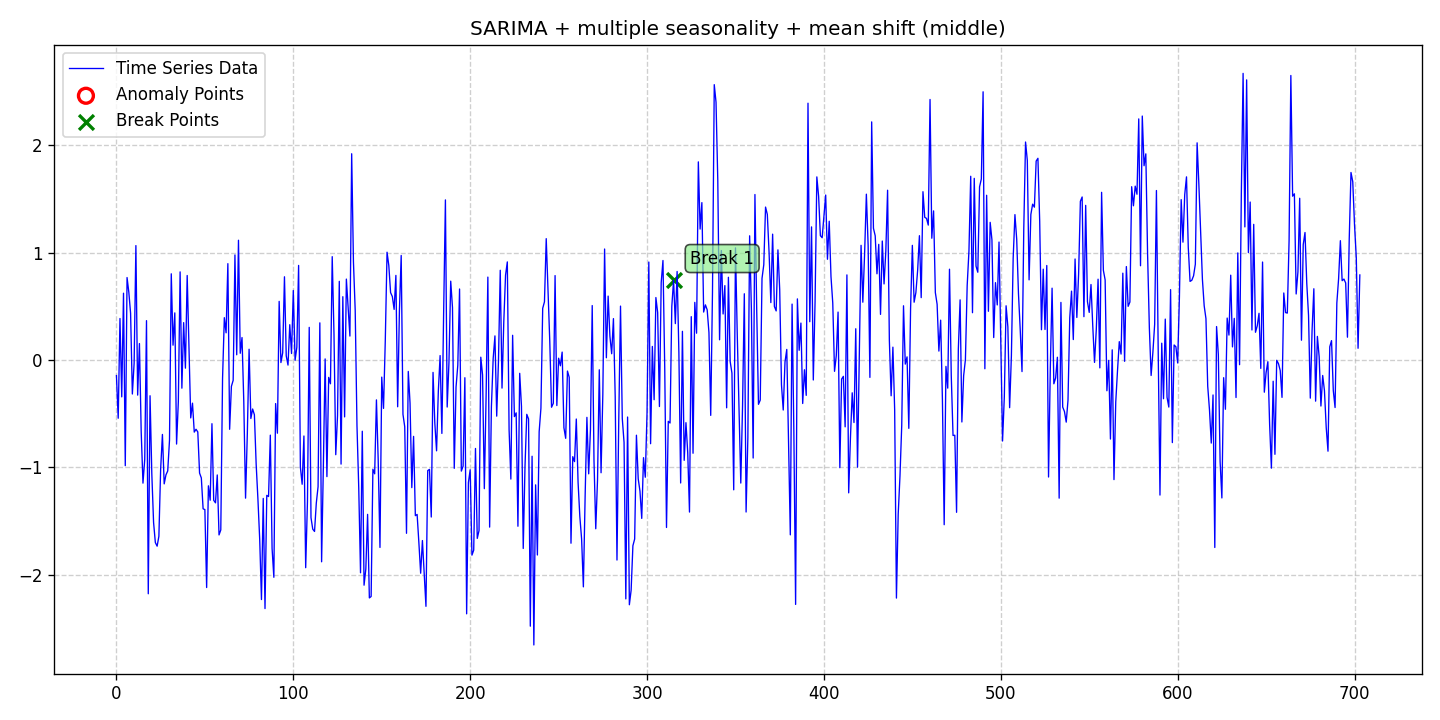 SARIMA + multiple seasonality + mean shift (middle)
Time Series Data
Anomaly Points
Break Points
Break 1
2
1
0
−1
−2
0 100 200 300 400 500 600 700